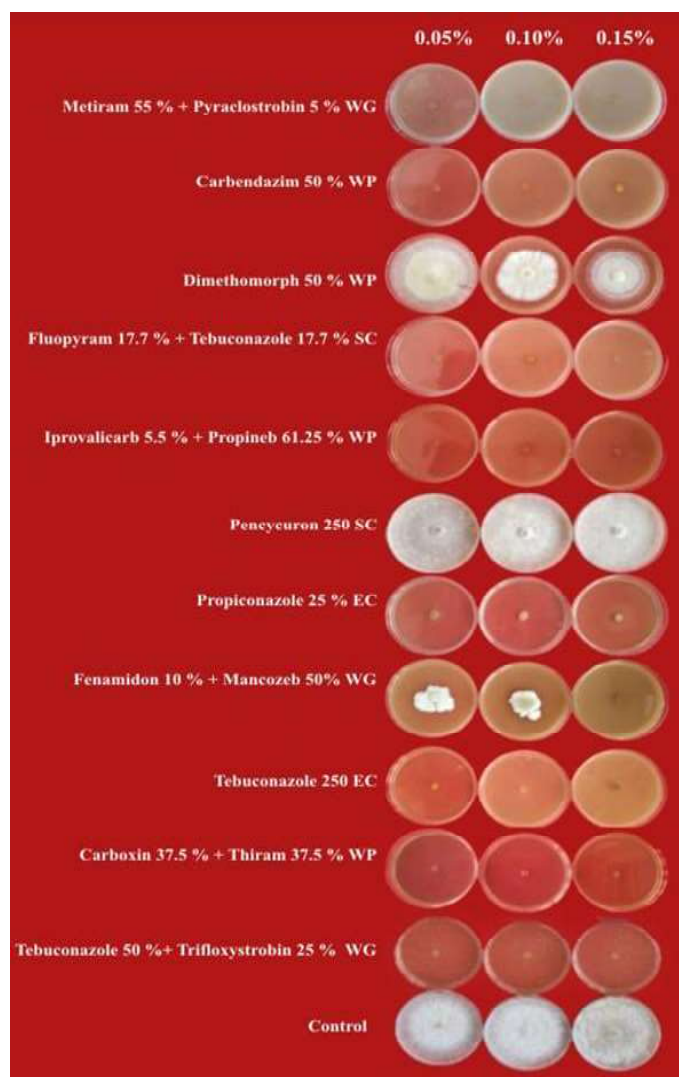 0.05% 0.10% 0.15%
Metiram 55 % + Pyraclostrobin 5 % WG
Carbendazim 50 % WP
Dimethomorph 50 % WP
Fluopyram 17.7 % + Tebuconazole 17.7 % SC
Iprovalicarb 5.5 % + Propineb 61.25 % WP
Pencycuron 250 SC
Propiconazole 25 % EC
Fenamidon 10 % + Mancozeb 50% WG
Tebuconazole 250 EC
Carboxin 37.5 % + Thiram 37.5 % WP
Tebuconazole 50 %+ Trifloxystrobin 25 % WG
Control